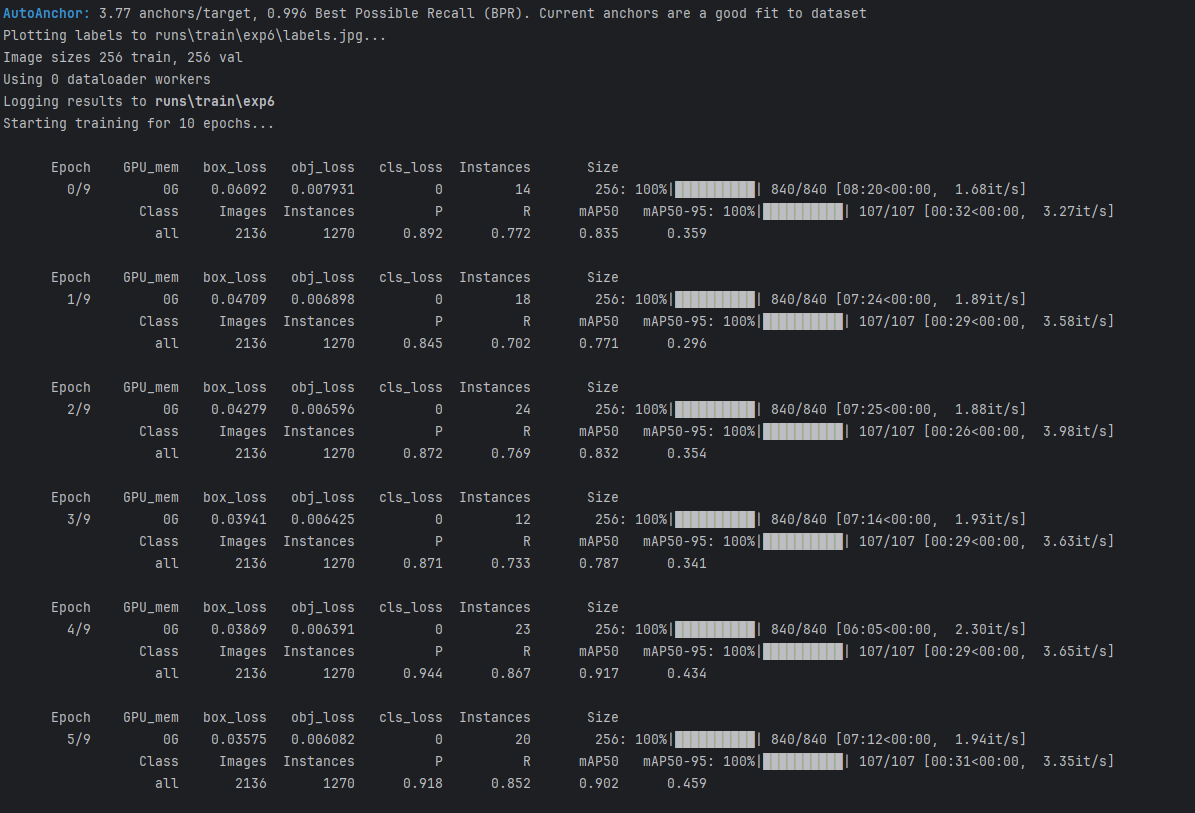 AutoAnchor: 3.77 anchors/target, 0.996 Best Possible Recall (BPR). Current anchors are a good fit to dataset
Plotting labels to runs\train\exp6\labels.jpg...
Image sizes 256 train, 256 val
Using 0 dataloader workers
Logging results to runs\train\exp6
Starting training for 10 epochs...
Epoch GPU_mem box_loss obj_loss cls_loss Instances Size
0/9 0G 0.06092 0.007931 0 14 256: 100%|██████████| 840/840 [08:20<00:00, 1.68it/s]
Class Images Instances P R mAP50 mAP50-95: 100%|██████████| 107/107 [00:32<00:00, 3.27it/s]
all 2136 1270 0.892 0.772 0.835 0.359
Epoch GPU_mem box_loss obj_loss cls_loss Instances Size
1/9 0G 0.04709 0.006898 0 18 256: 100%|██████████| 840/840 [07:24<00:00, 1.89it/s]
Class Images Instances P R mAP50 mAP50-95: 100%|██████████| 107/107 [00:29<00:00, 3.58it/s]
all 2136 1270 0.845 0.702 0.771 0.296
Epoch GPU_mem box_loss obj_loss cls_loss Instances Size
2/9 0G 0.04279 0.006596 0 24 256: 100%|██████████| 840/840 [07:25<00:00, 1.88it/s]
Class Images Instances P R mAP50 mAP50-95: 100%|██████████| 107/107 [00:26<00:00, 3.98it/s]
all 2136 1270 0.872 0.769 0.832 0.354
Epoch GPU_mem box_loss obj_loss cls_loss Instances Size
3/9 0G 0.03941 0.006425 0 12 256: 100%|██████████| 840/840 [07:14<00:00, 1.93it/s]
Class Images Instances P R mAP50 mAP50-95: 100%|██████████| 107/107 [00:29<00:00, 3.63it/s]
all 2136 1270 0.871 0.733 0.787 0.341
Epoch GPU_mem box_loss obj_loss cls_loss Instances Size
4/9 0G 0.03869 0.006391 0 23 256: 100%|██████████| 840/840 [06:05<00:00, 2.30it/s]
Class Images Instances P R mAP50 mAP50-95: 100%|██████████| 107/107 [00:29<00:00, 3.65it/s]
all 2136 1270 0.944 0.867 0.917 0.434
Epoch GPU_mem box_loss obj_loss cls_loss Instances Size
5/9 0G 0.03575 0.006082 0 20 256: 100%|██████████| 840/840 [07:12<00:00, 1.94it/s]
Class Images Instances P R mAP50 mAP50-95: 100%|██████████| 107/107 [00:31<00:00, 3.35it/s]
all 2136 1270 0.918 0.852 0.902 0.459